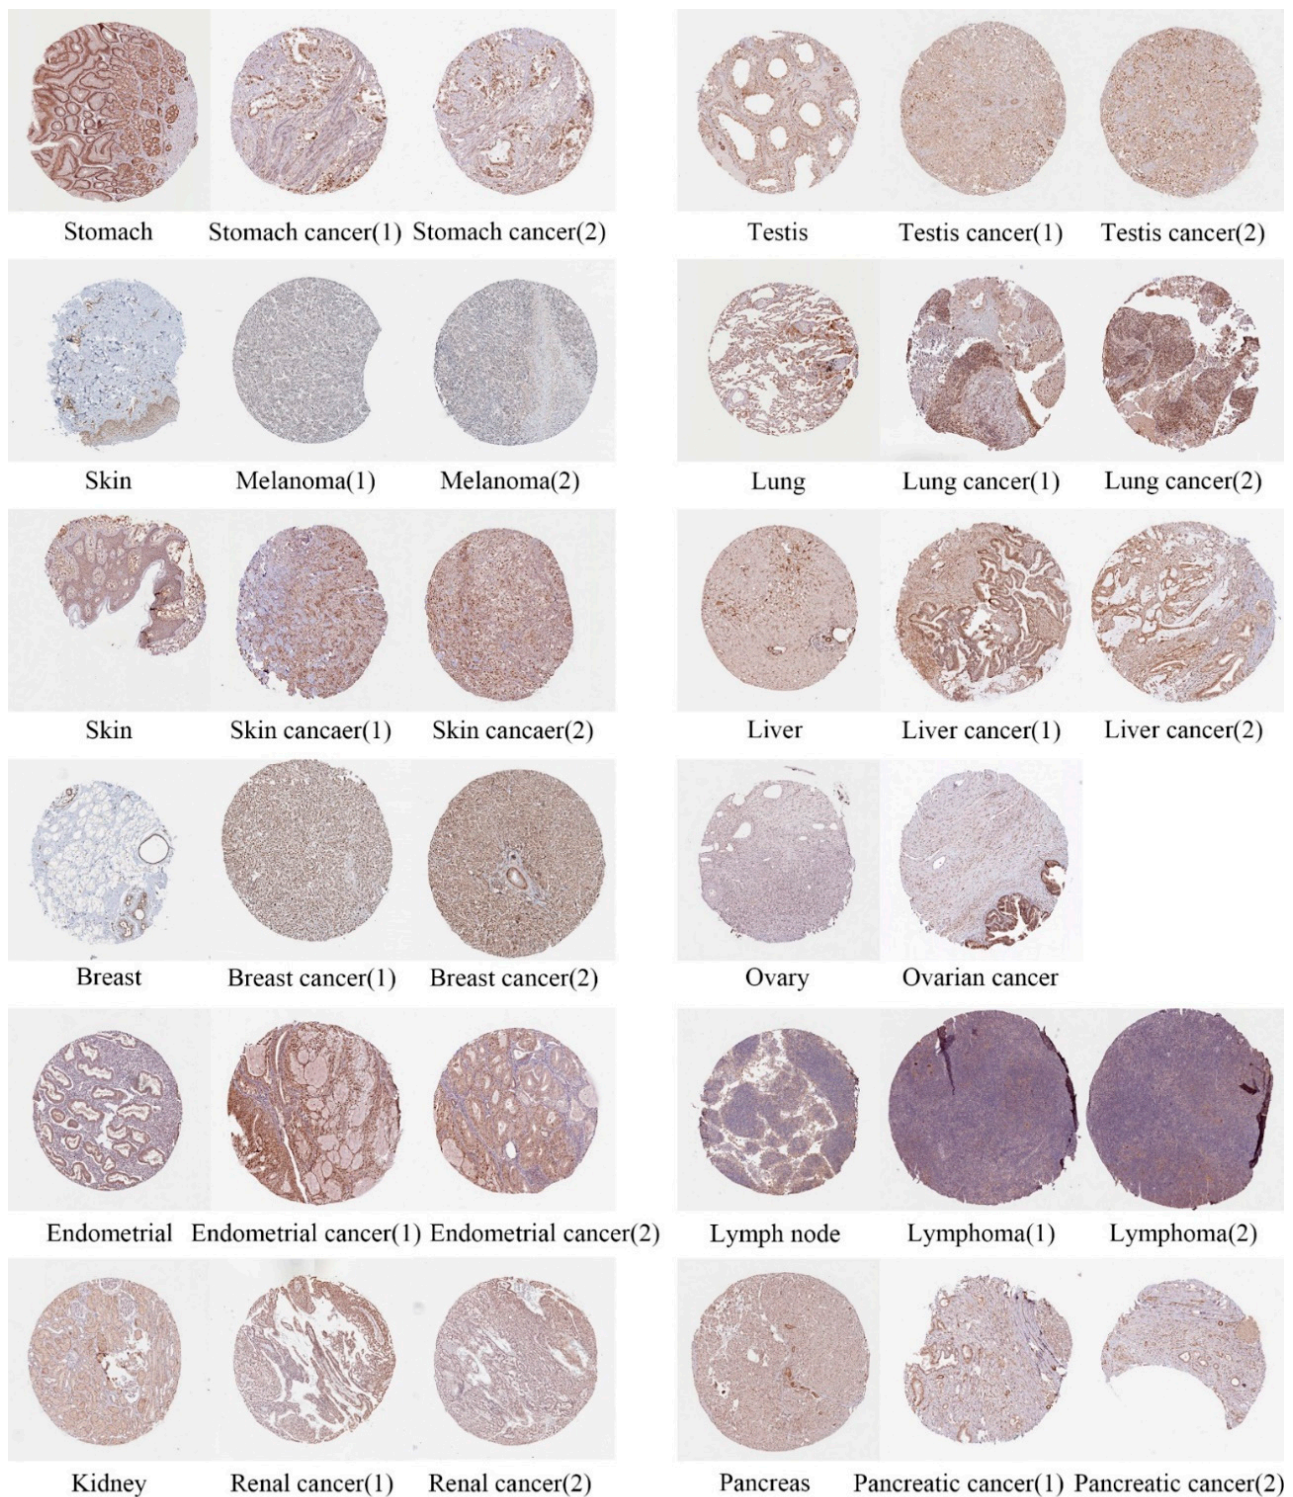 Stomach Stomach cancer(1) Stomach cancer(2) Testis Testis cancer(1) Testis cancer(2)
Skin Melanoma(1) Melanoma(2) Lung Lung cancer(1) Lung cancer(2)
Skin Skin cancaer(1) Skin cancaer(2) Liver Liver cancer(1) Liver cancer(2)
Breast Breast cancer(1) Breast cancer(2) Ovary Ovarian cancer
Endometrial Endometrial cancer(1) Endometrial cancer(2) Lymph node Lymphoma(1) Lymphoma(2)
Kidney Renal cancer(1) Renal cancer(2) Pancreas Pancreatic cancer(1) Pancreatic cancer(2)